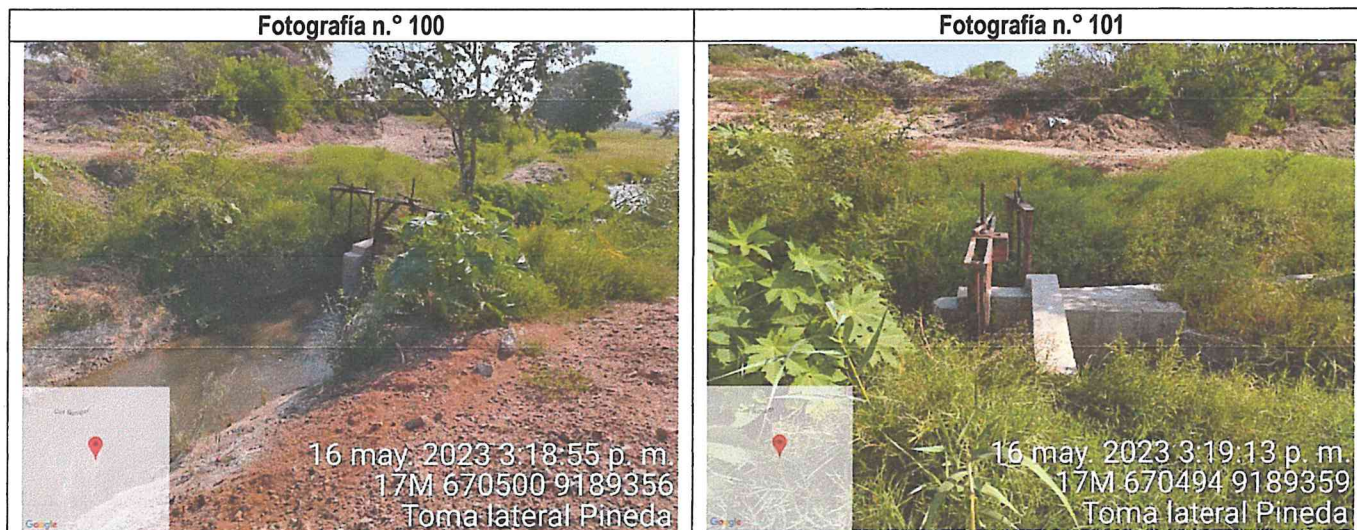 Fotografía n.° 100
Fotografía n.° 101
16 may. 2023 3:18:55 p. m.
17M 670500 9189356
Toma lateral Pineda
Google
16 may. 2023 3:19:13 p. m.
17M 670494 9189359
Toma lateral Pineda
Google